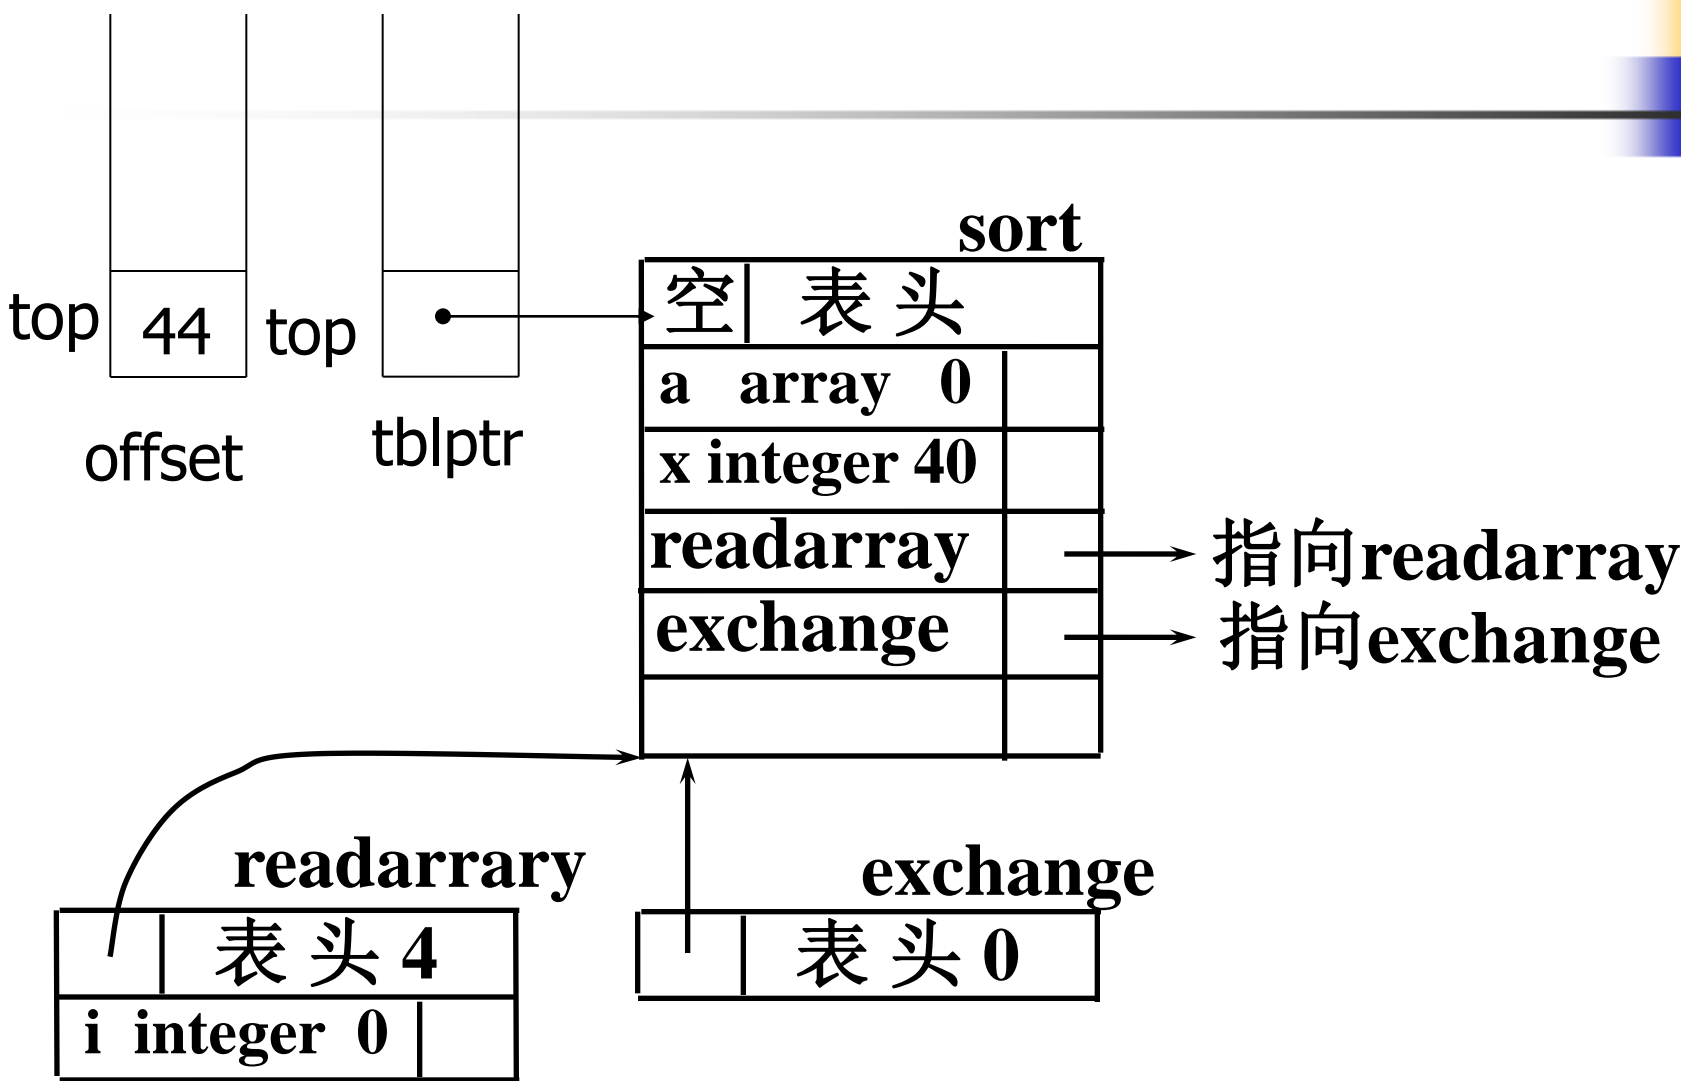 sort
空 表 头
top 44 top
a array 0
offset tblptr
x integer 40
readarray 指向readarray
exchange 指向exchange
readarrary
表 头 4
i integer 0
exchange
表 头 0